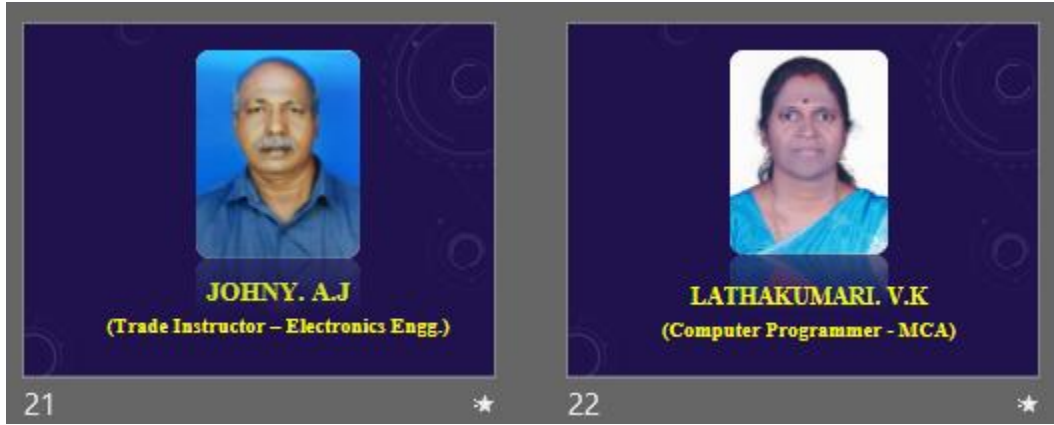 JOHNY. A.J
(Trade Instructor – Electronics Engg.)
21
LATHAKUMARI. V.K
(Computer Programmer - MCA)
22